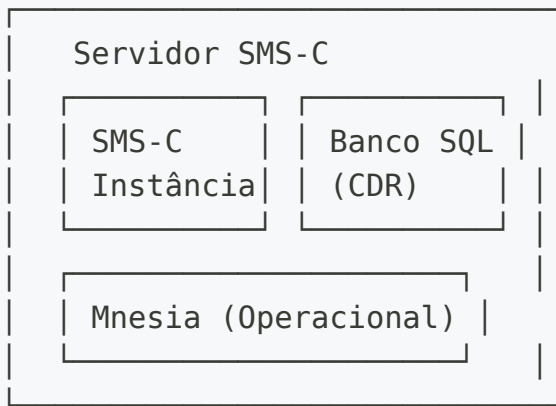 Servidor SMS-C
SMS-C
Instância
Banco SQL
(CDR)
Mnesia (Operacional)